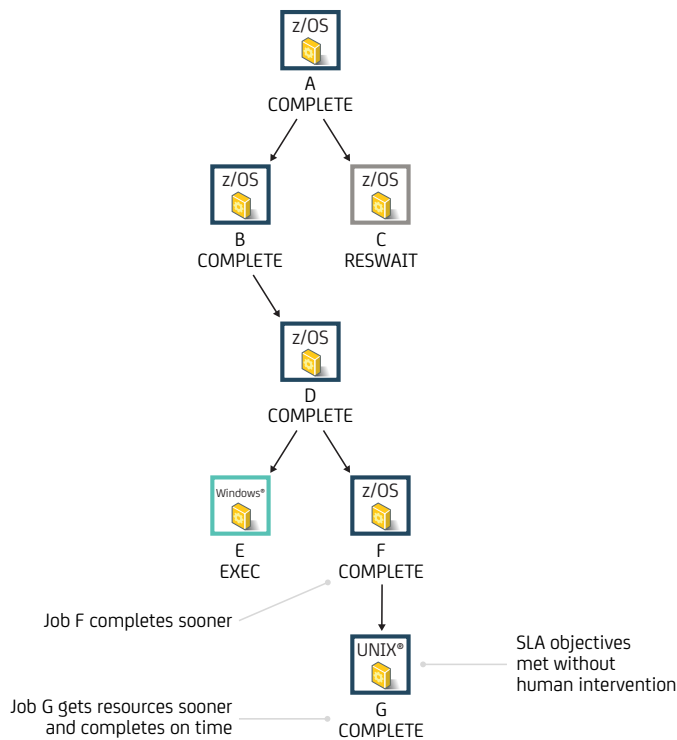 z/OS
A
COMPLETE
z/OS
B
COMPLETE
z/OS
C
RESWAIT
z/OS
D
COMPLETE
Windows®
E
EXEC
z/OS
F
COMPLETE
Job F completes sooner
UNIX®
G
COMPLETE
SLA objectives
met without
human intervention
Job G gets resources sooner
and completes on time